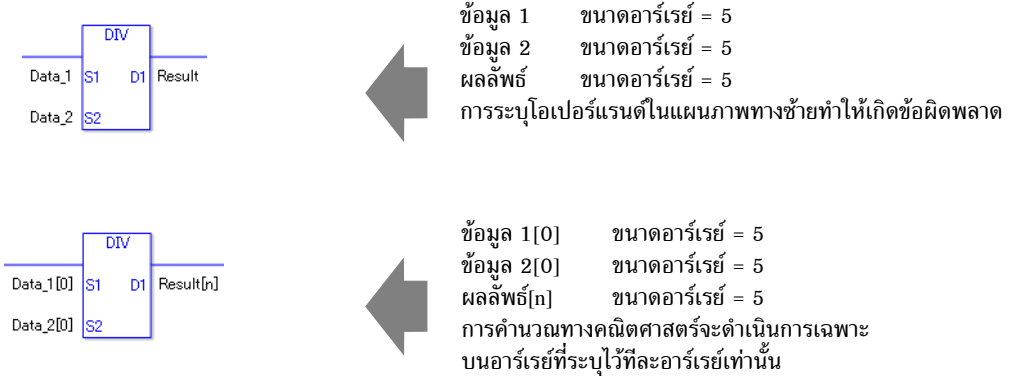 ข้อมูล 1 ขนาดอาร์เรย์ = 5
DIV
ข้อมูล 2 ขนาดอาร์เรย์ = 5
Data_1 S1 D1 Result
ผลลัพธ์ ขนาดอาร์เรย์ = 5
Data_2 S2
การระบุโอเปอร์แรนด์ในแผนภาพทางซ้ายทำให้เกิดข้อผิดพลาด
ข้อมูล 1[0] ขนาดอาร์เรย์ = 5
DIV
ข้อมูล 2[0] ขนาดอาร์เรย์ = 5
Data_1[0] S1 D1 Result[n]
ผลลัพธ์[n] ขนาดอาร์เรย์ = 5
Data_2[0] S2
การคำนวณทางคณิตศาสตร์จะดำเนินการเฉพาะ
บนอาร์เรย์ที่ระบุไว้ทีละอาร์เรย์เท่านั้น